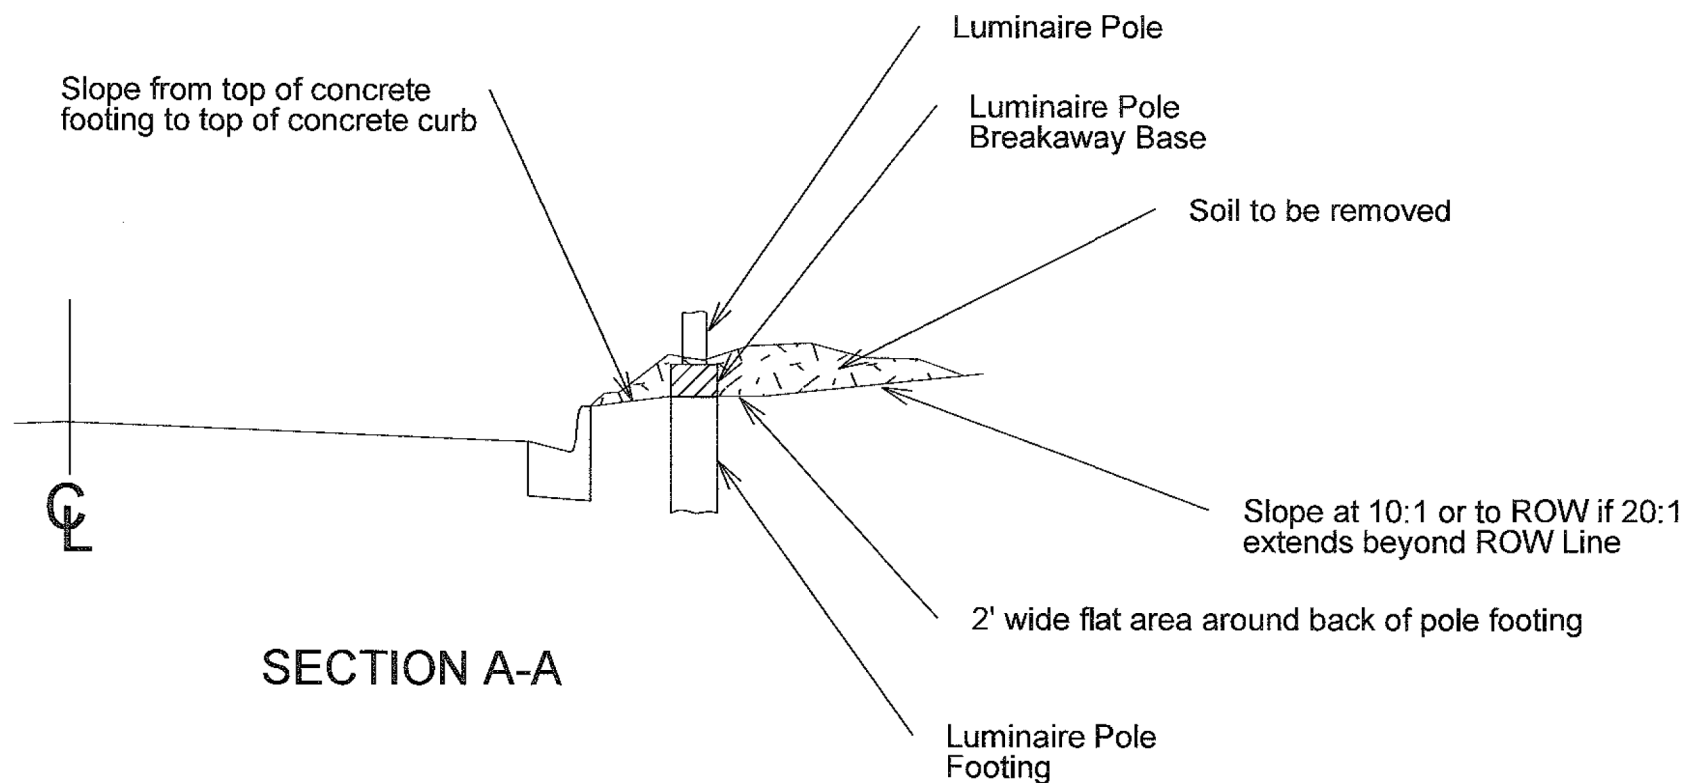 Luminaire Pole
Slope from top of concrete
footing to top of concrete curb
Luminaire Pole
Breakaway Base
Soil to be removed
CL
Slope at 10:1 or to ROW if 20:1
extends beyond ROW Line
2' wide flat area around back of pole footing
SECTION A-A
Luminaire Pole
Footing